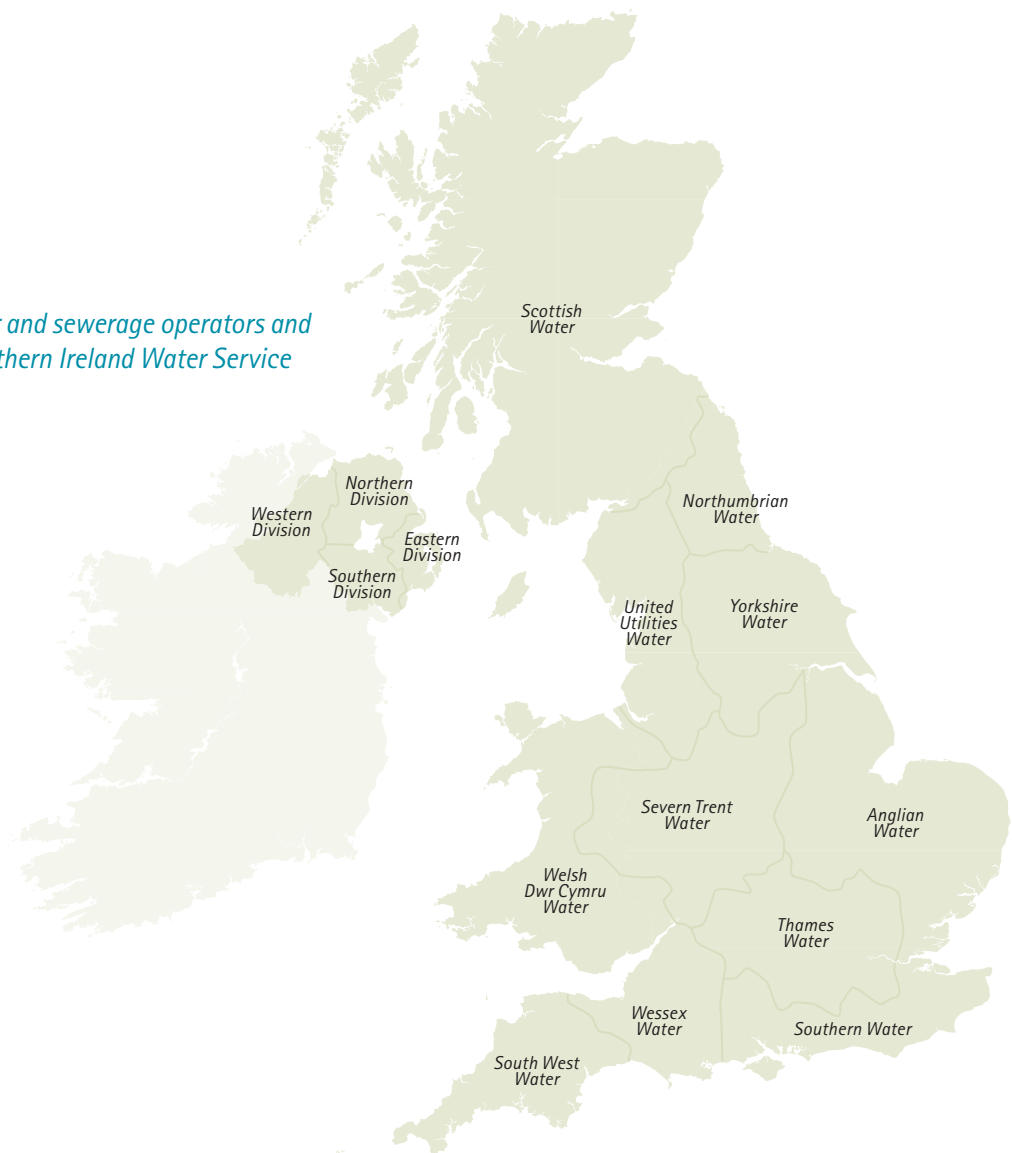 and sewerage operators and
thern Ireland Water Service
Scottish
Water
Northern
Division
Western
Division
Eastern
Division
Southern
Division
Northumbrian
Water
United
Utilities
Water
Yorkshire
Water
Severn Trent
Water
Anglian
Water
Welsh
Dwr Cymru
Water
Thames
Water
Wessex
Water
Southern Water
South West
Water